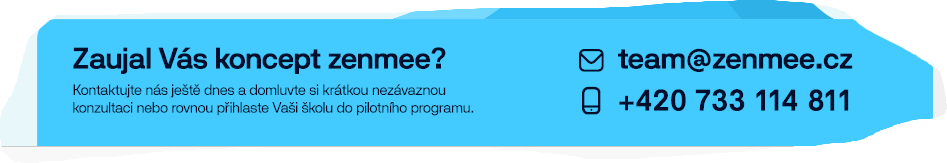 Zaujal Vás koncept zenmee?
Kontaktujte nás ještě dnes a domluvte si krátkou nezávaznou
konzultaci nebo rovnou přihlaste Vaši školu do pilotního programu.
team@zenmee.cz
+420 733 114 811